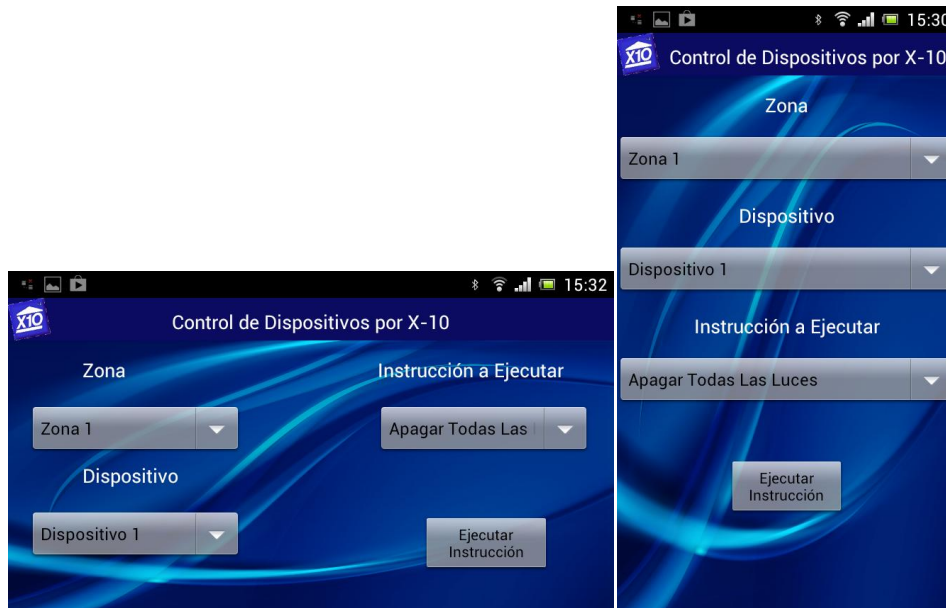 15:32
X10
Control de Dispositivos por X-10
Zona
Instrucción a Ejecutar
Zona 1
Apagar Todas Las
Dispositivo
Dispositivo 1
Ejecutar
Instrucción
15:30
X10
Control de Dispositivos por X-10
Zona
Zona 1
Dispositivo
Dispositivo 1
Instrucción a Ejecutar
Apagar Todas Las Luces
Ejecutar
Instrucción